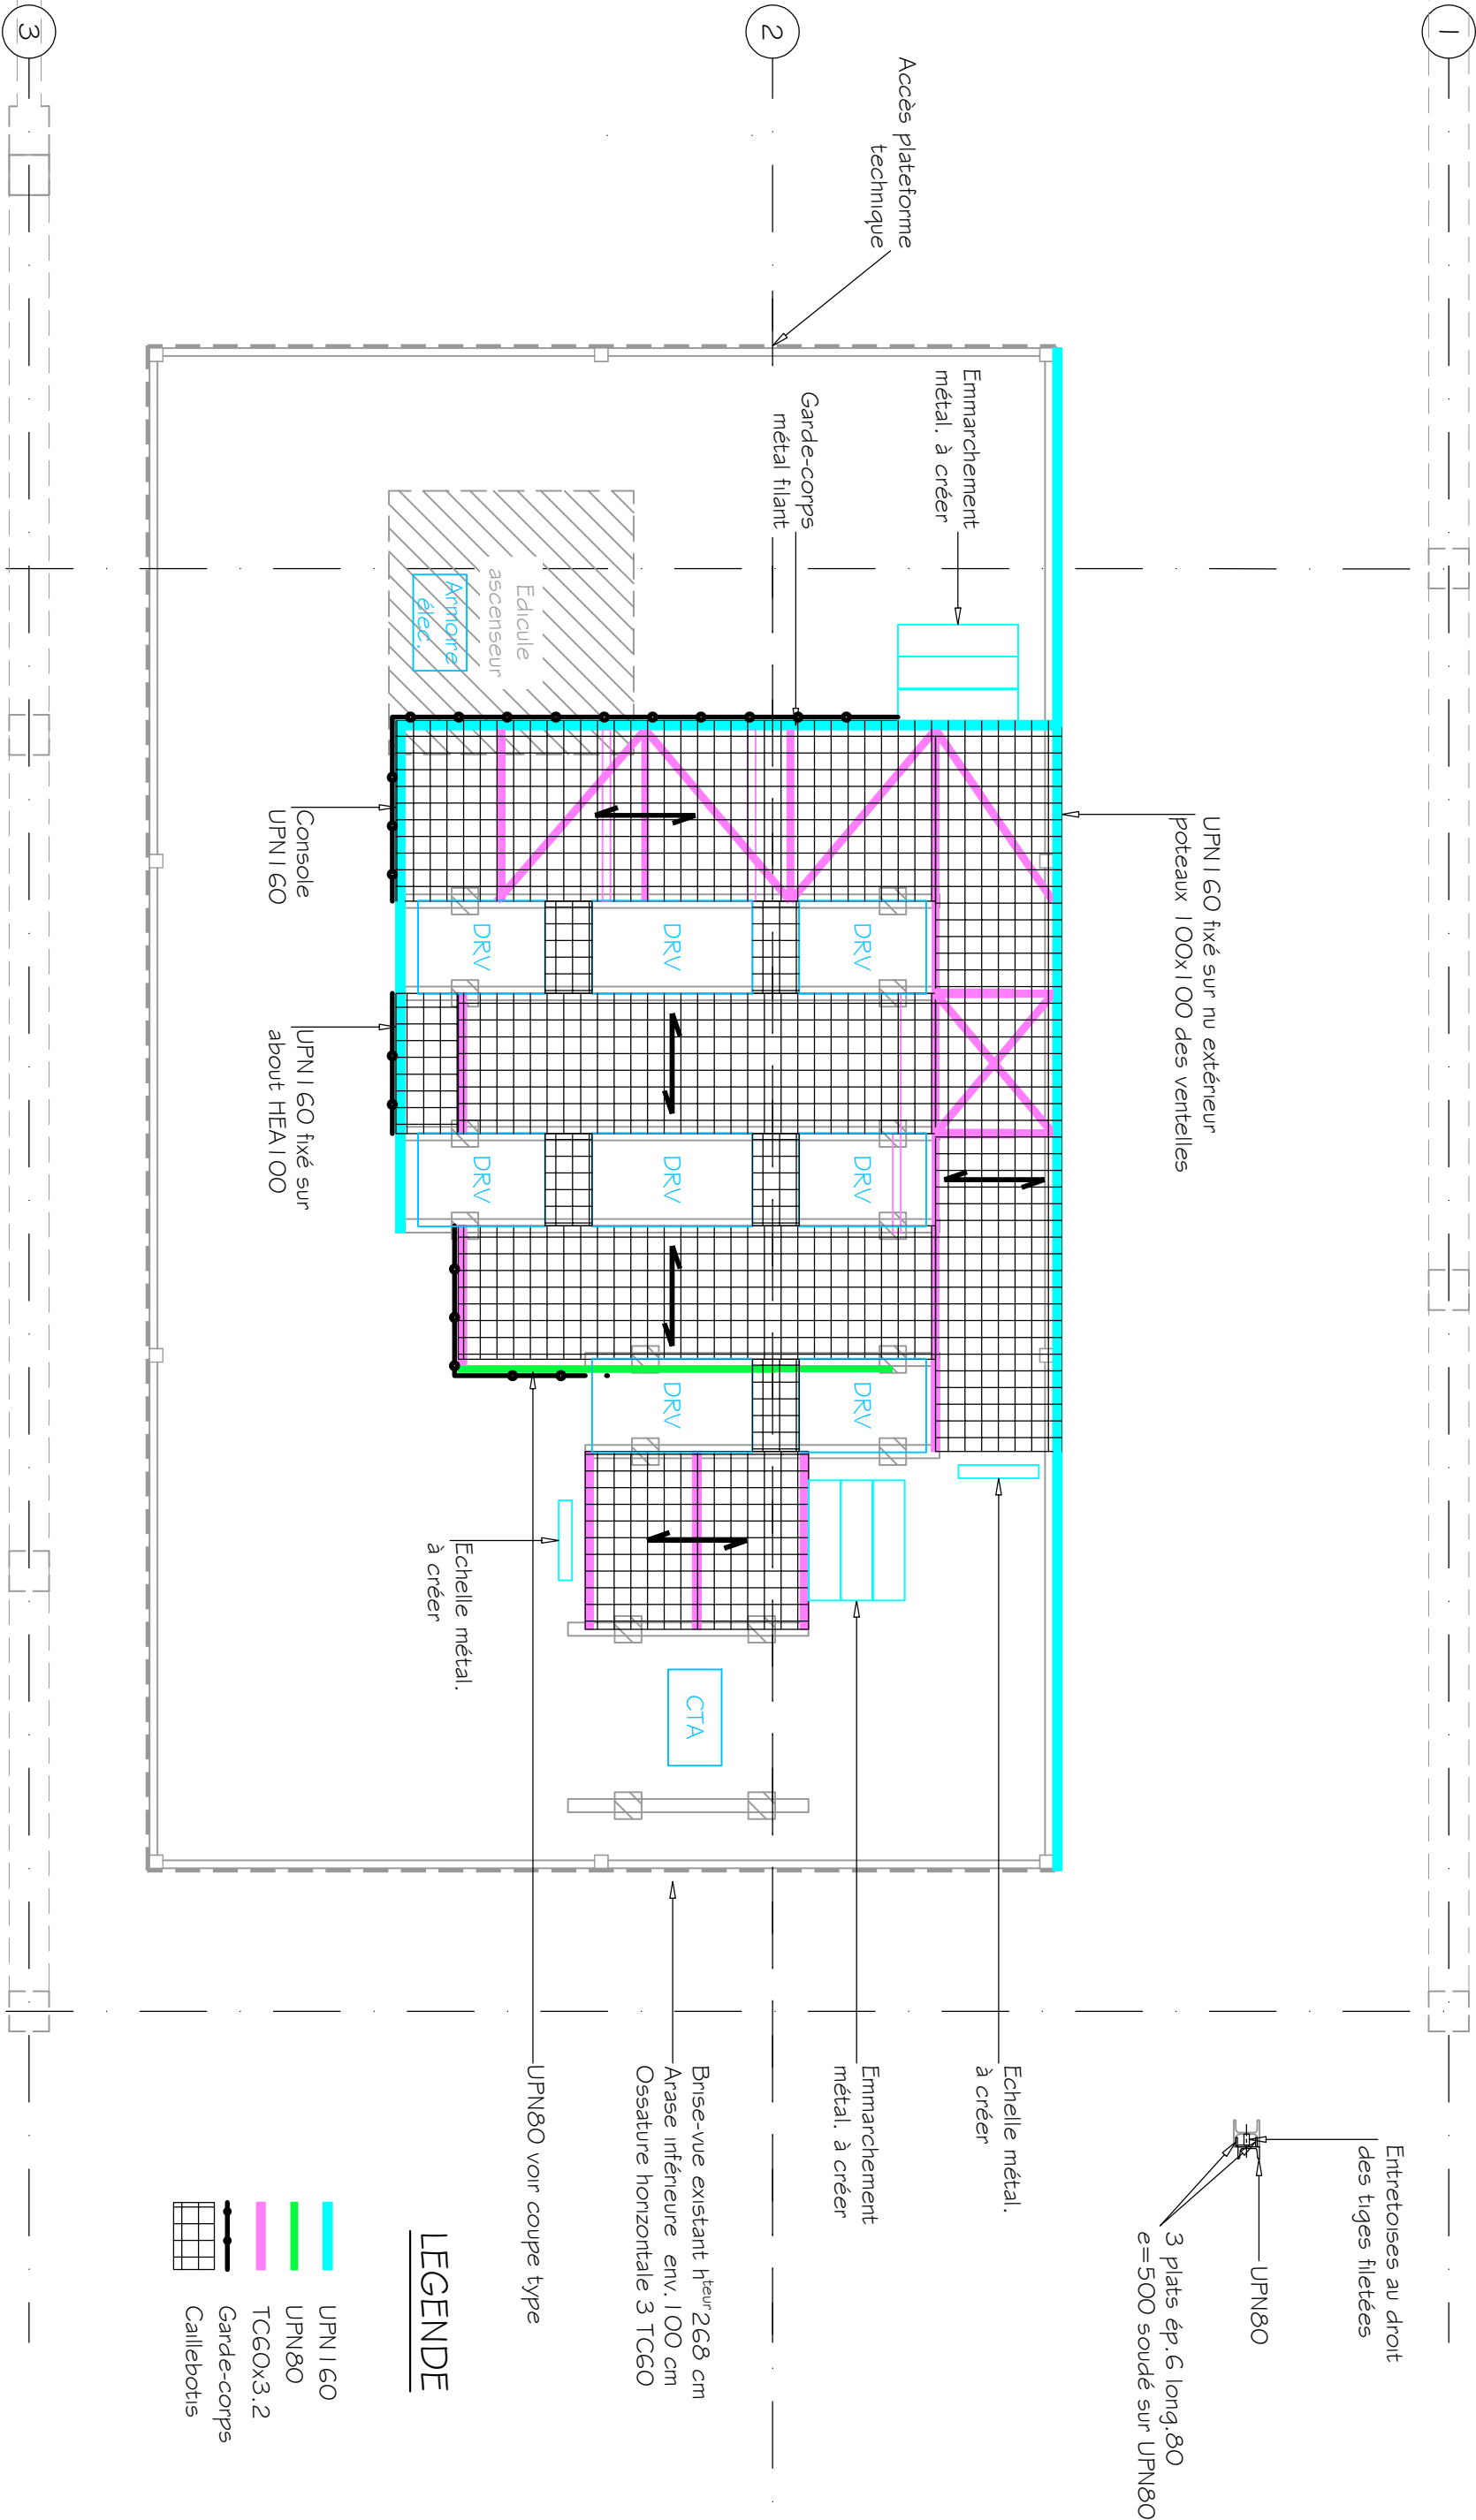 1
2
3
Accès plateforme
technique
Emmarchement
métal. à créer
Garde-corps
métal filant
Edicule
ascenseur
Armoire
élec.
UPN160 fixé sur nu extérieur
poteaux 100x100 des ventelles
Console
UPN160
UPN160 fixé sur
about HEA100
DRV
DRV
DRV
DRV
DRV
DRV
DRV
DRV
CTA
Echelle métal.
à créer
Entretoises au droit
des tiges filetées
UPN80
3 plats ép.6 long.80
e=500 soudé sur UPN80
Echelle métal.
à créer
Emmarchement
métal. à créer
Brise-vue existant hteur268 cm
Arase inférieure env.100 cm
Ossature horizontale 3 TC60
UPN80 voir coupe type
LEGENDE
UPN160
UPN80
TC60x3.2
Garde-corps
Caillebotis